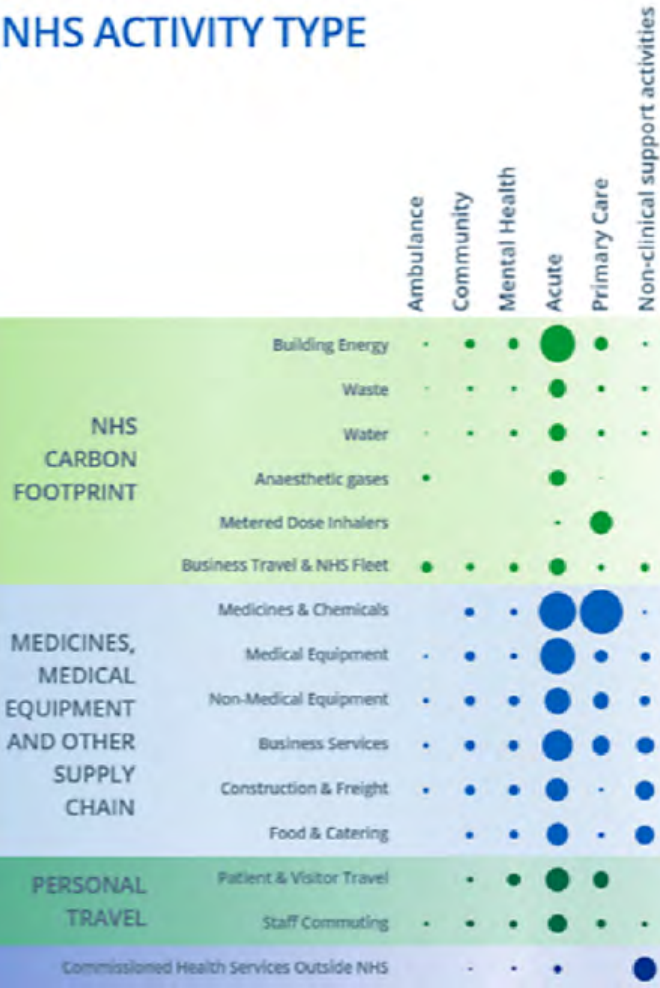 NHS ACTIVITY TYPE
Ambulance
Community
Mental Health
Acute
Primary Care
Non-clinical support activities
NHS
CARBON
FOOTPRINT
Building Energy
Waste
Water
Anaesthetic gases
Metered Dose Inhalers
Business Travel & NHS Fleet
MEDICINES,
MEDICAL
EQUIPMENT
AND OTHER
SUPPLY
CHAIN
Medicines & Chemicals
Medical Equipment
Non-Medical Equipment
Business Services
Construction & Freight
Food & Catering
PERSONAL
TRAVEL
Patient & Visitor Travel
Staff Commuting
Commissioned Health Services Outside NHS